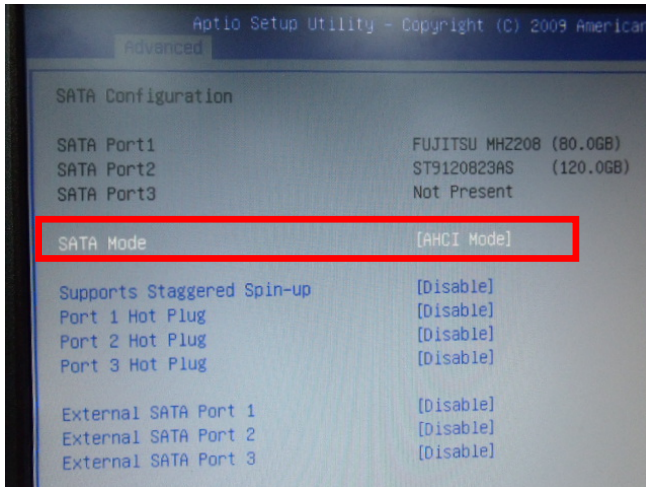 Aptio Setup Utility - Copyright (C) 2009 American
Advanced
SATA Configuration
SATA Port1 FUJITSU MHZ208 (80.0GB)
SATA Port2 ST9120823AS (120.0GB)
SATA Port3 Not Present
SATA Mode [AHCI Mode]
Supports Staggered Spin-up [Disable]
Port 1 Hot Plug [Disable]
Port 2 Hot Plug [Disable]
Port 3 Hot Plug [Disable]
External SATA Port 1 [Disable]
External SATA Port 2 [Disable]
External SATA Port 3 [Disable]